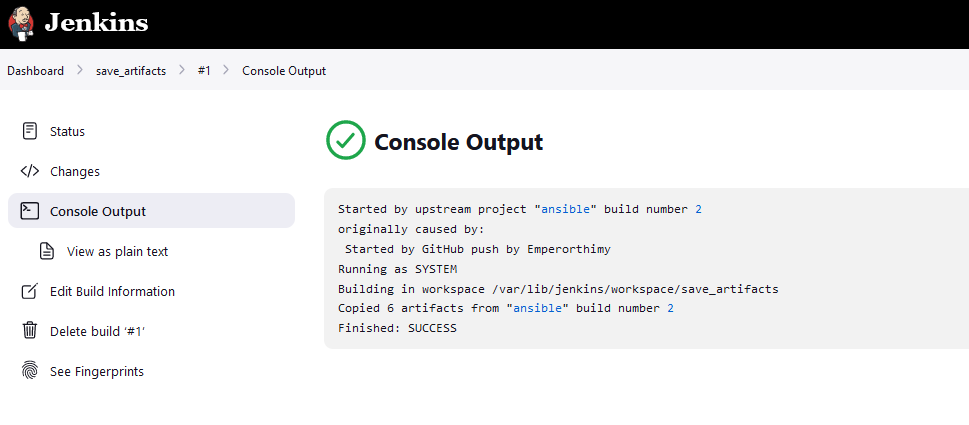 Jenkins
Dashboard > save_artifacts > #1 > Console Output
Status
Changes
Console Output
View as plain text
Edit Build Information
Delete build ‘#1’
See Fingerprints
Console Output
Started by upstream project "ansible" build number 2
originally caused by:
 Started by GitHub push by Emperorthimy
Running as SYSTEM
Building in workspace /var/lib/jenkins/workspace/save_artifacts
Copied 6 artifacts from "ansible" build number 2
Finished: SUCCESS